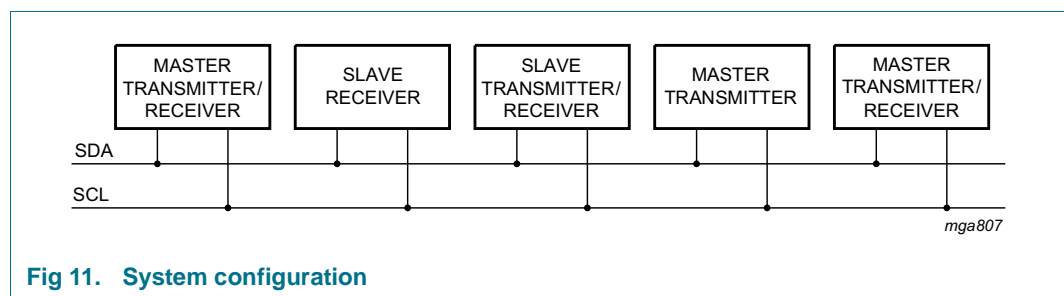 MASTER
TRANSMITTER/
RECEIVER
SLAVE
RECEIVER
SLAVE
TRANSMITTER/
RECEIVER
MASTER
TRANSMITTER
MASTER
TRANSMITTER/
RECEIVER
SDA
SCL
mga807
Fig 11. System configuration